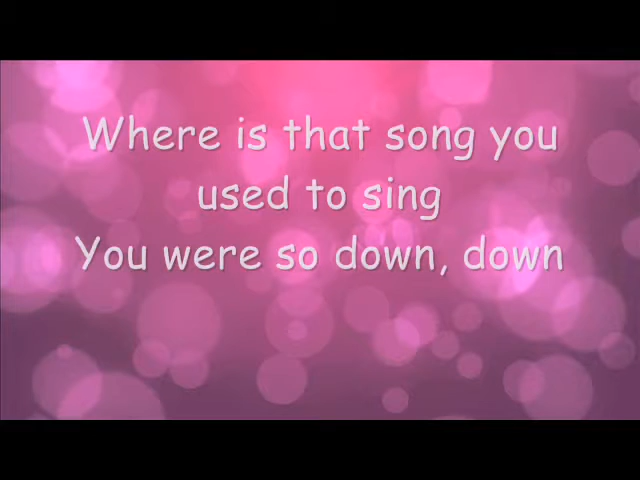 Where is that song you
used to sing
You were so down, down